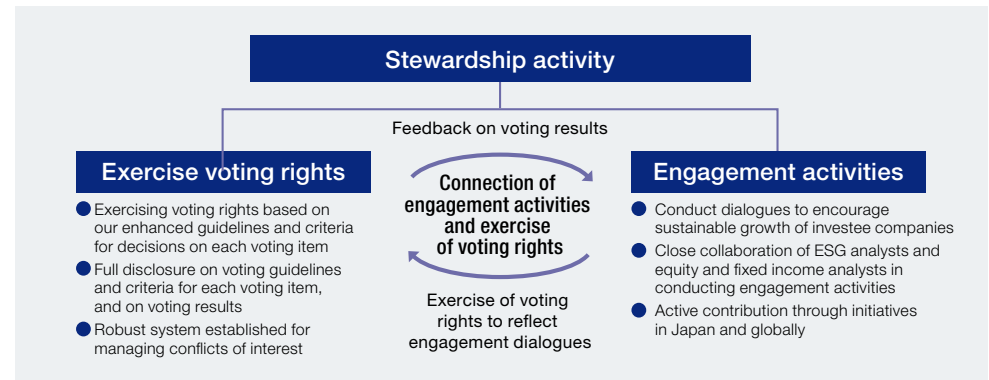 Stewardship activity
Feedback on voting results
Exercise voting rights
● Exercising voting rights based on
our enhanced guidelines and criteria
for decisions on each voting item
● Full disclosure on voting guidelines
and criteria for each voting item,
and on voting results
● Robust system established for
managing conflicts of interest
Connection of
engagement activities
and exercise
of voting rights
Exercise of voting
rights to reflect
engagement dialogues
Engagement activities
● Conduct dialogues to encourage
sustainable growth of investee companies
● Close collaboration of ESG analysts and
equity and fixed income analysts in
conducting engagement activities
● Active contribution through initiatives
in Japan and globally